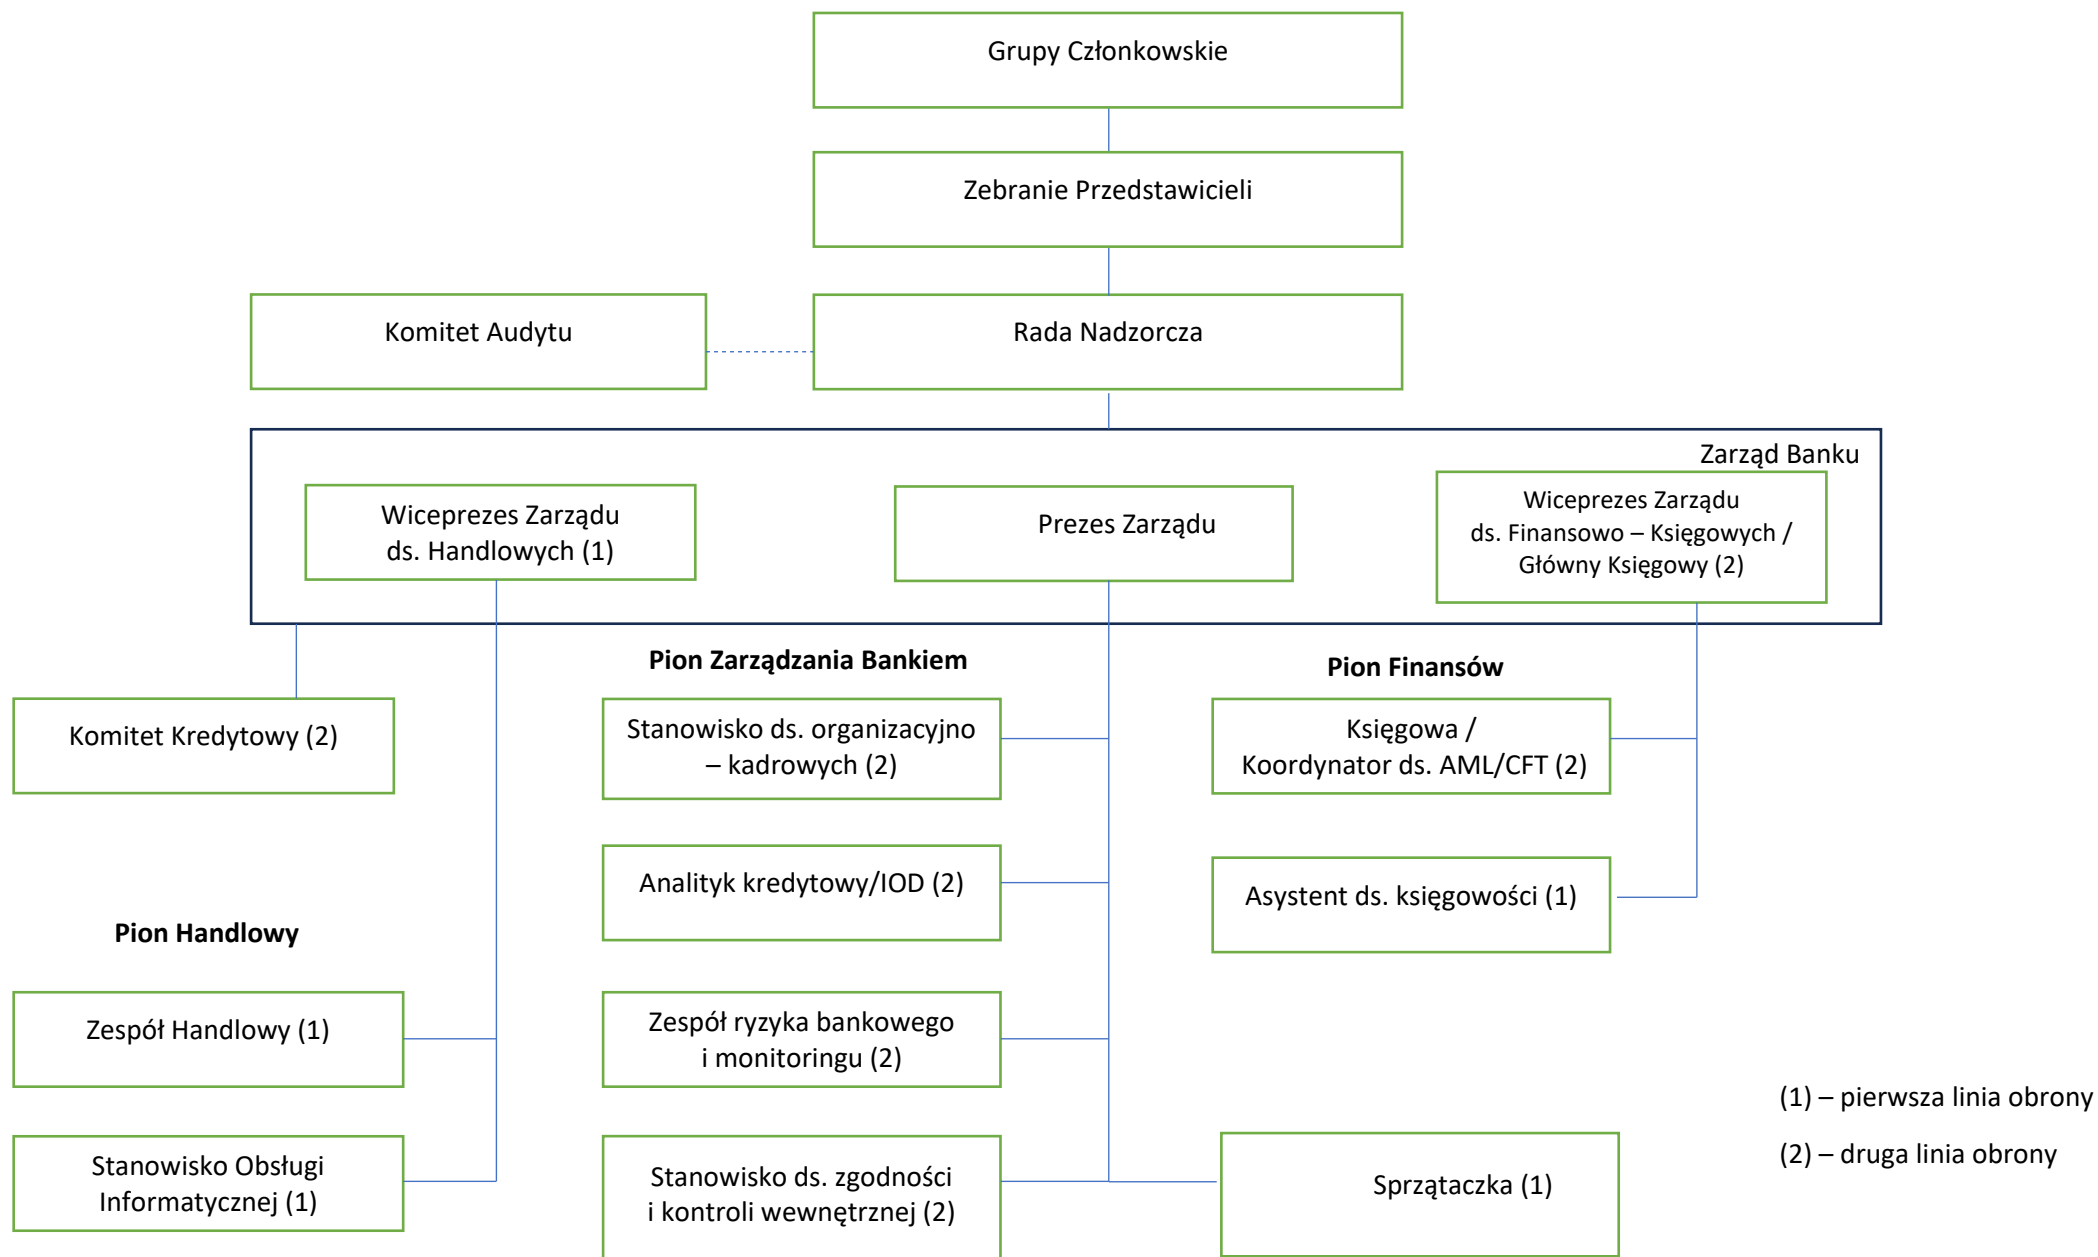 Grupy Członkowskie
Zebranie Przedstawicieli
Komitet Audytu
Rada Nadzorcza
Zarząd Banku
Wiceprezes Zarządu
ds. Handlowych (1)
Prezes Zarządu
Wiceprezes Zarządu
ds. Finansowo – Księgowych /
Główny Księgowy (2)
Pion Zarządzania Bankiem
Pion Finansów
Komitet Kredytowy (2)
Stanowisko ds. organizacyjno
– kadrowych (2)
Księgowa /
Koordynator ds. AML/CFT (2)
Analityk kredytowy/IOD (2)
Asystent ds. księgowości (1)
Pion Handlowy
Zespół Handlowy (1)
Zespół ryzyka bankowego
i monitoringu (2)
Stanowisko Obsługi
Informatycznej (1)
Stanowisko ds. zgodności
i kontroli wewnętrznej (2)
Sprzątaczka (1)
(1) – pierwsza linia obrony
(2) – druga linia obrony